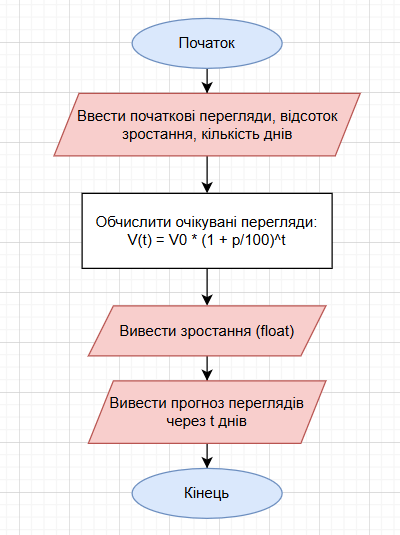 Початок
Ввести початкові перегляди, відсоток
зростання, кількість днів
Обчислити очікувані перегляди:
V(t) = V0 * (1 + p/100)^t
Вивести зростання (float)
Вивести прогноз переглядів
через t днів
Кінець